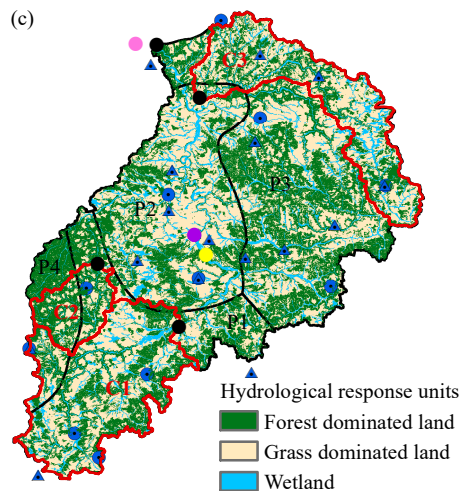 (c)
C3
P3
P2
P4
C2
P1
C1
Hydrological response units
Forest dominated land
Grass dominated land
Wetland